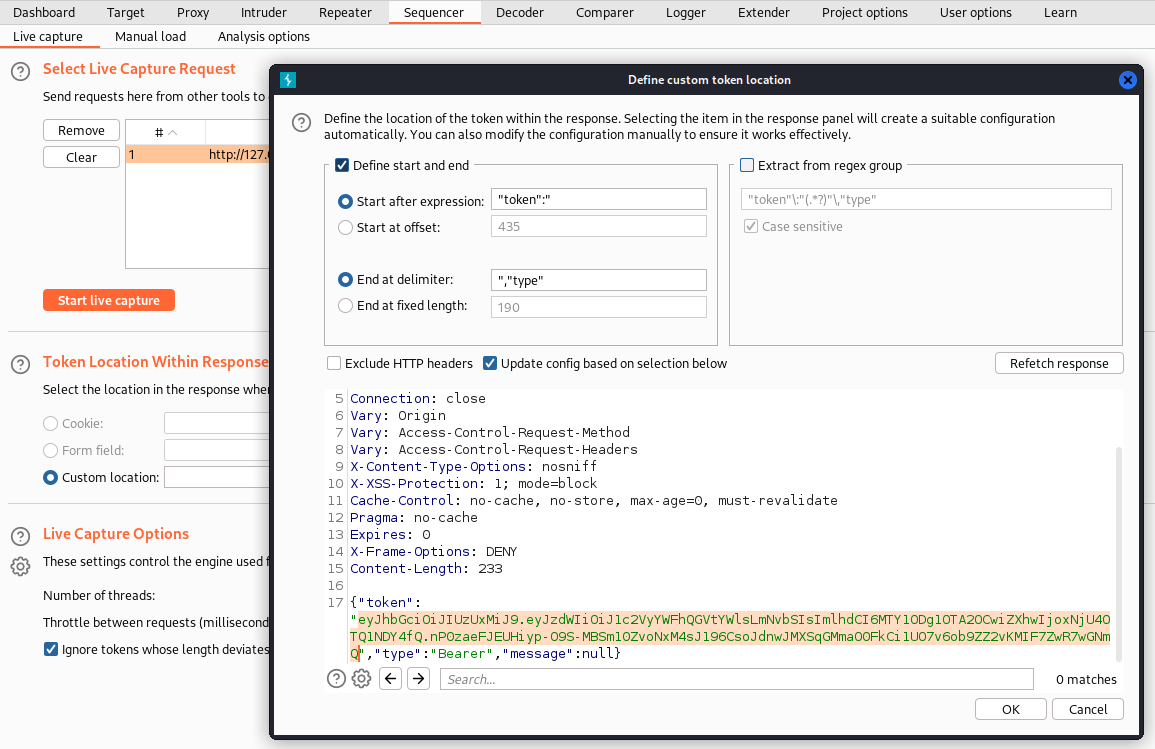 Dashboard Target Proxy Intruder Repeater Sequencer Decoder Comparer Logger Extender Project options User options Learn
Live capture Manual load Analysis options
Select Live Capture Request
Send requests here from other tools to
Remove
Clear
#
1 http://127.
Start live capture
Token Location Within Response
Select the location in the response
Cookie:
Form field:
Custom location:
Live Capture Options
These settings control the engine used
Number of threads:
Throttle between requests (millisecond
Ignore tokens whose length deviates
Define custom token location
Define the location of the token within the response. Selecting the item in the response panel will create a suitable configuration
automatically. You can also modify the configuration manually to ensure it works effectively.
Define start and end
Start after expression: "token":"
Start at offset: 435
End at delimiter: ","type"
End at fixed length: 190
Extract from regex group
"token"\:"(.*?)"\,"type"
Case sensitive
Exclude HTTP headers Update config based on selection below Refetch response
5 Connection: close
6 Vary: Origin
7 Vary: Access-Control-Request-Method
8 Vary: Access-Control-Request-Headers
9 X-Content-Type-Options: nosniff
10 X-XSS-Protection: 1; mode=block
11 Cache-Control: no-cache, no-store, max-age=0, must-revalidate
12 Pragma: no-cache
13 Expires: 0
14 X-Frame-Options: DENY
15 Content-Length: 233
16
17 {"token":
"eyJhbGciOiJIUzUxMiJ9.eyJzdWIiOiJ1c2VyYWFhQGVtYWlsLmNvbSIsImlhdCI6MTY1ODg1OTA2OCwiZXhwIjoxNjU4O
TQ1NDY4fQ.nP0zaeFJEUHiyp-O9S-MBSm10ZvoNxM4sJ196CsoJdnwJMXSqGMmaO0FkCi1UO7v6ob9ZZ2vKMIF7ZwR7wGNm
Q","type":"Bearer","message":null}
Search...
0 matches
OK Cancel